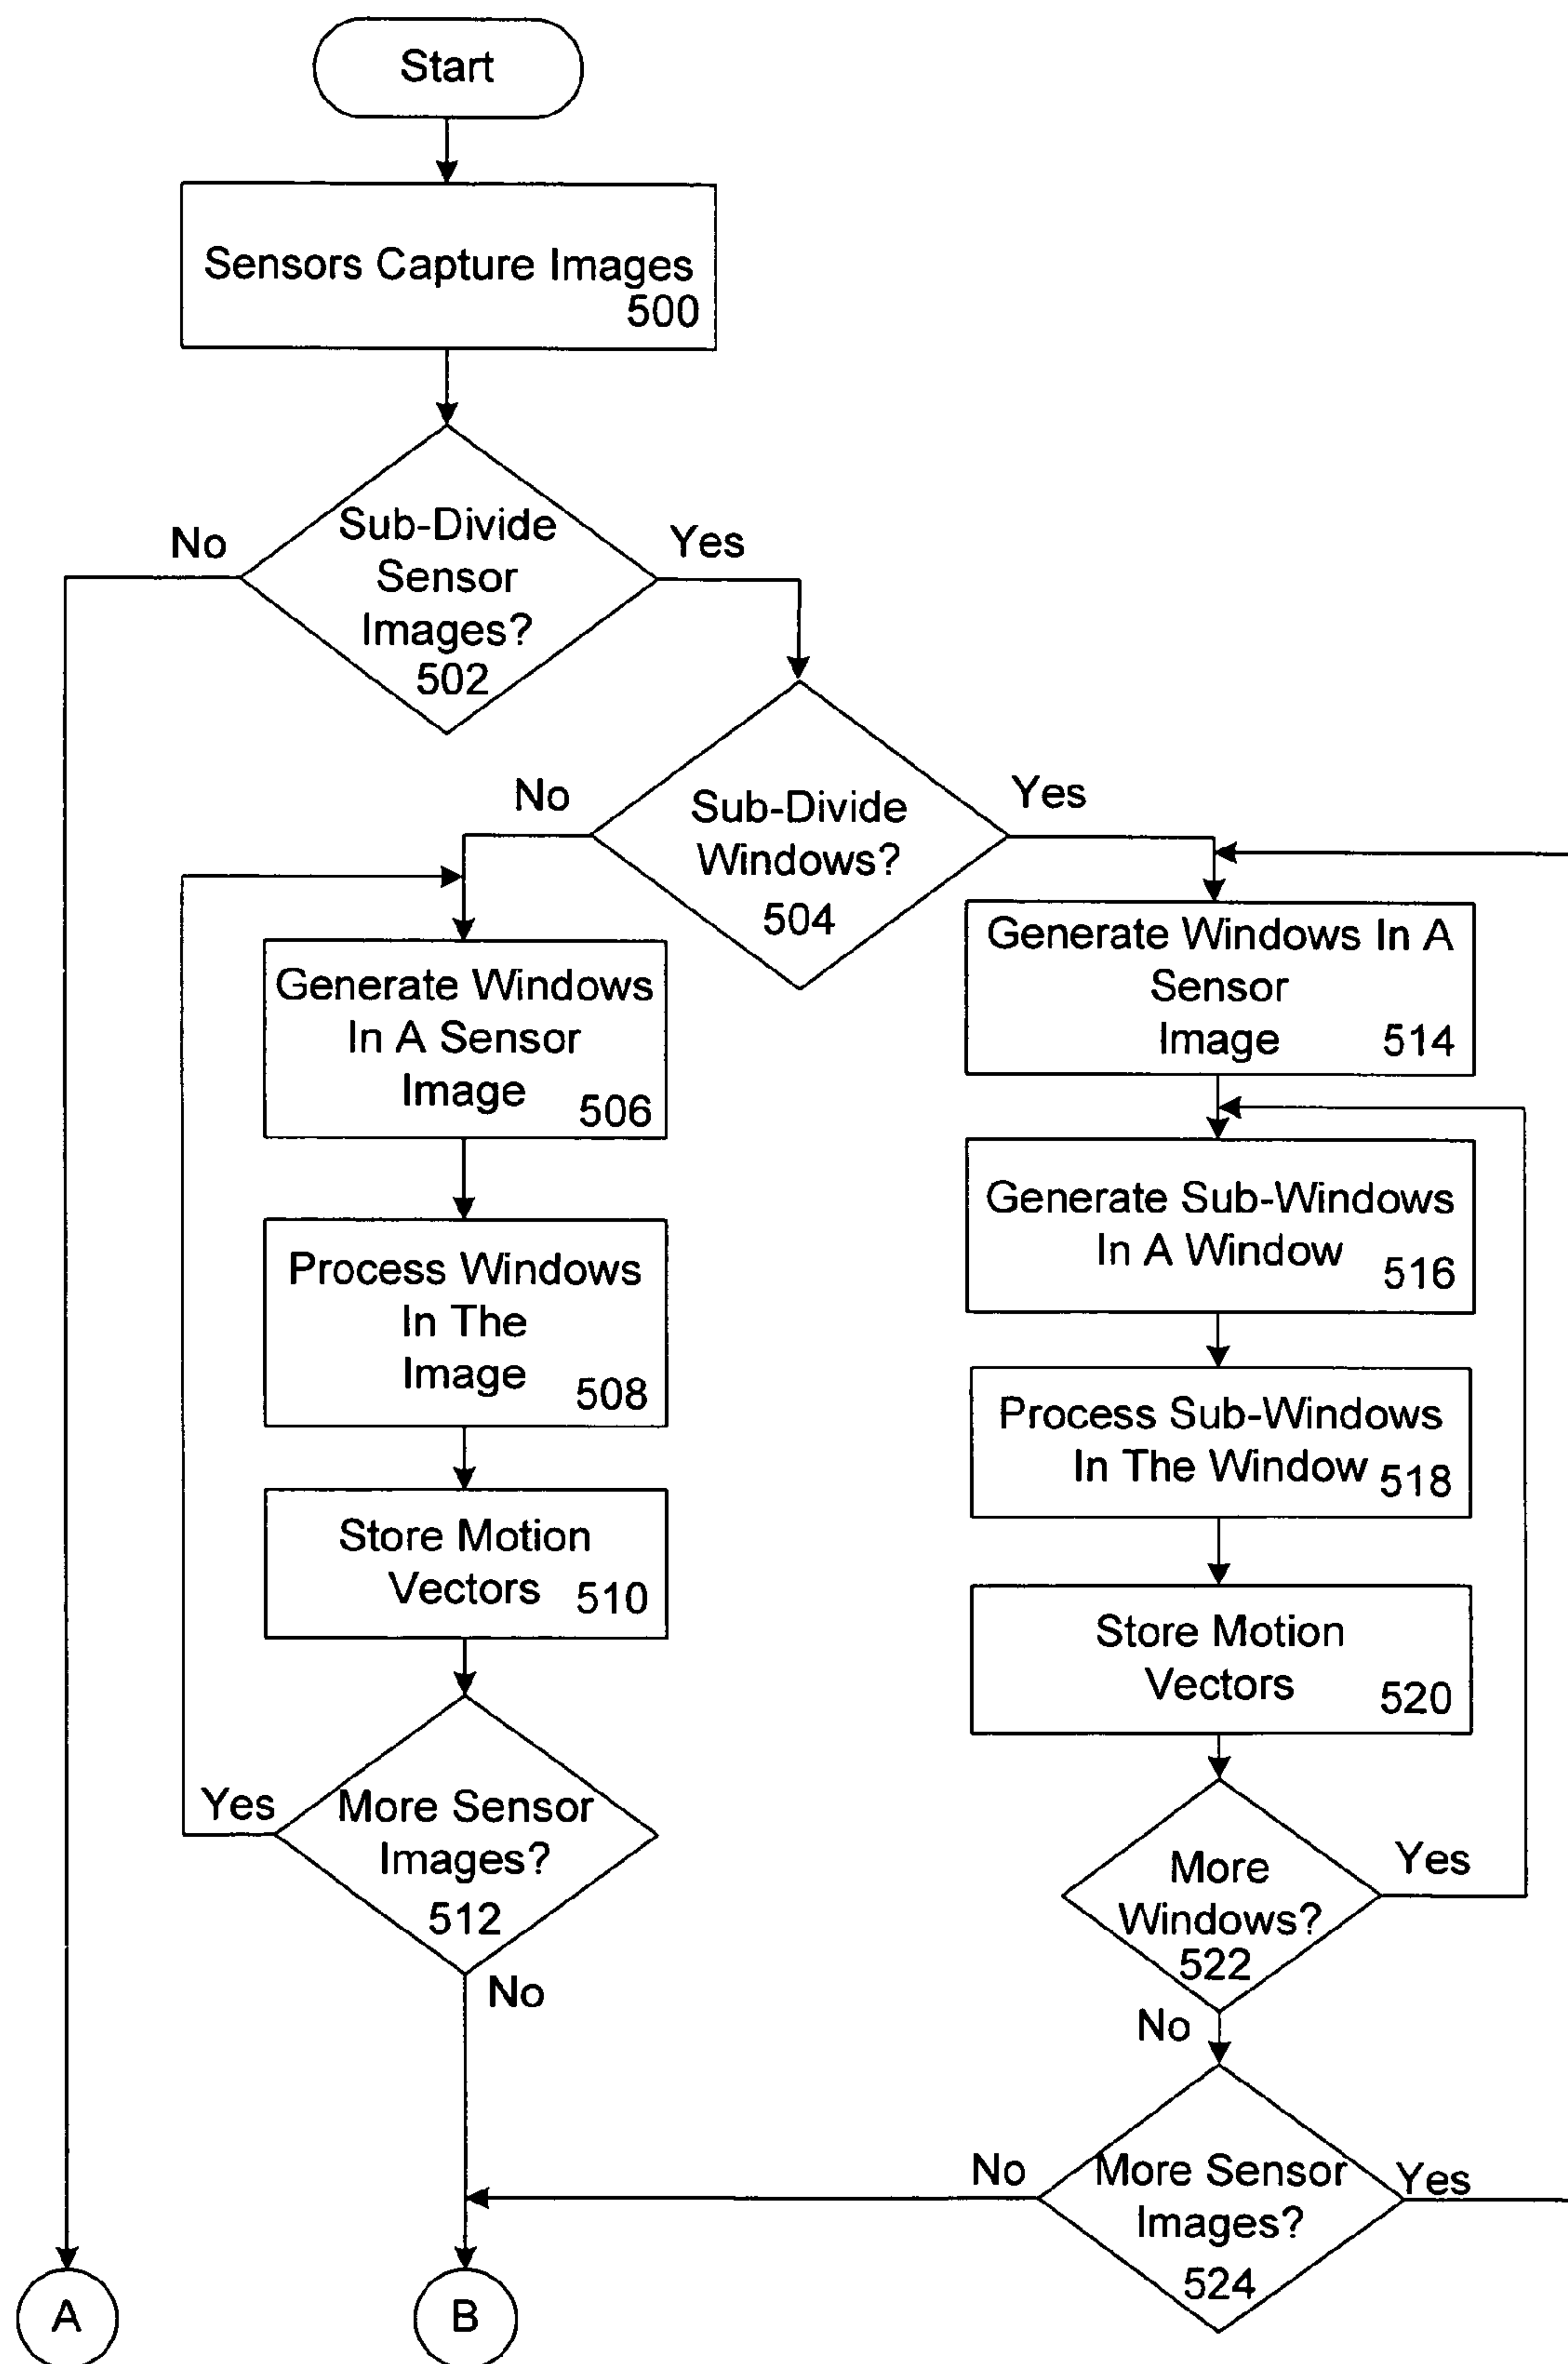 Start
Sensors Capture Images
500
Sub-Divide
Sensor
Images?
502
No
Yes
Sub-Divide
Windows?
504
No
Yes
Generate Windows
In A Sensor
Image
506
Process Windows
In The
Image
508
Store Motion
Vectors
510
More Sensor
Images?
512
Yes
No
Generate Windows In A
Sensor
Image
514
Generate Sub-Windows
In A Window
516
Process Sub-Windows
In The Window
518
Store Motion
Vectors
520
More
Windows?
522
Yes
No
More Sensor
Images?
524
No
Yes
A
B